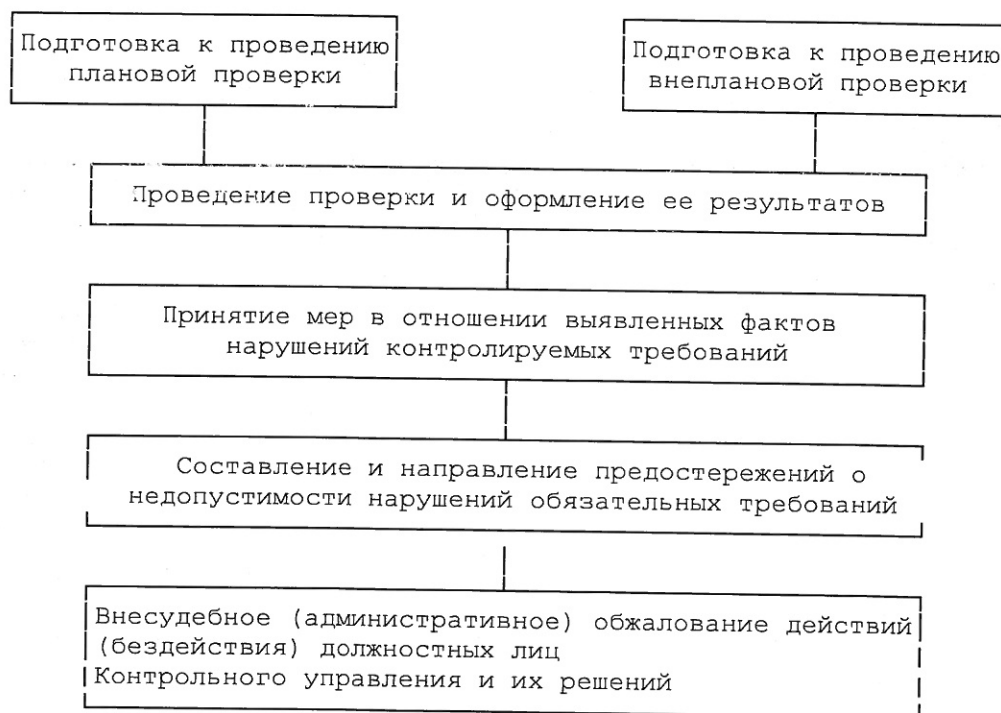 Подготовка к проведению
плановой проверки
Подготовка к проведению
внеплановой проверки
Проведение проверки и оформление ее результатов
Принятие мер в отношении выявленных фактов
нарушений контролируемых требований
Составление и направление предостережений о
недопустимости нарушений обязательных требований
Внесудебное (административное) обжалование действий
(бездействия) должностных лиц
Контрольного управления и их решений